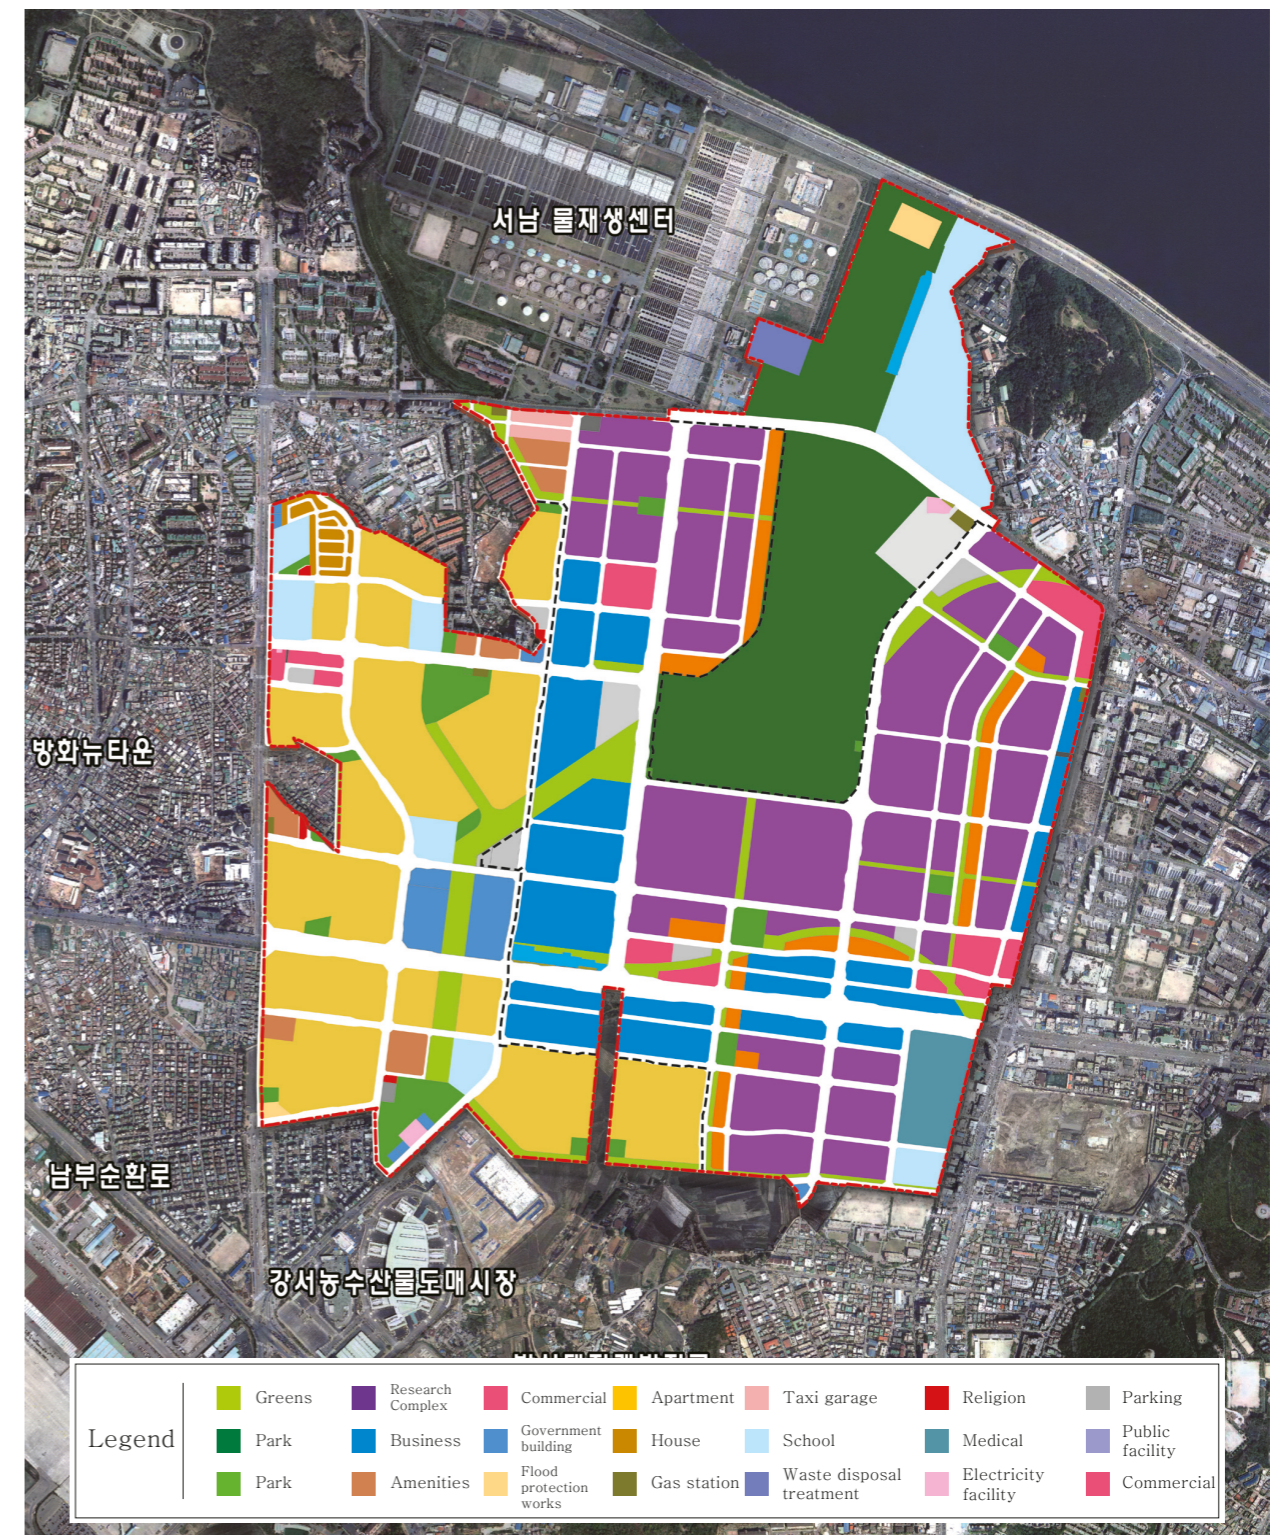 서남 물재생센터
방화뉴타운
남부순환로
강서농수산물도매시장
Legend
Greens
Research
Complex
Commercial
Apartment
Taxi garage
Religion
Parking
Park
Business
Government
building
House
School
Medical
Public
facility
Park
Amenities
Flood
protection
works
Gas station
Waste disposal
treatment
Electricity
facility
Commercial